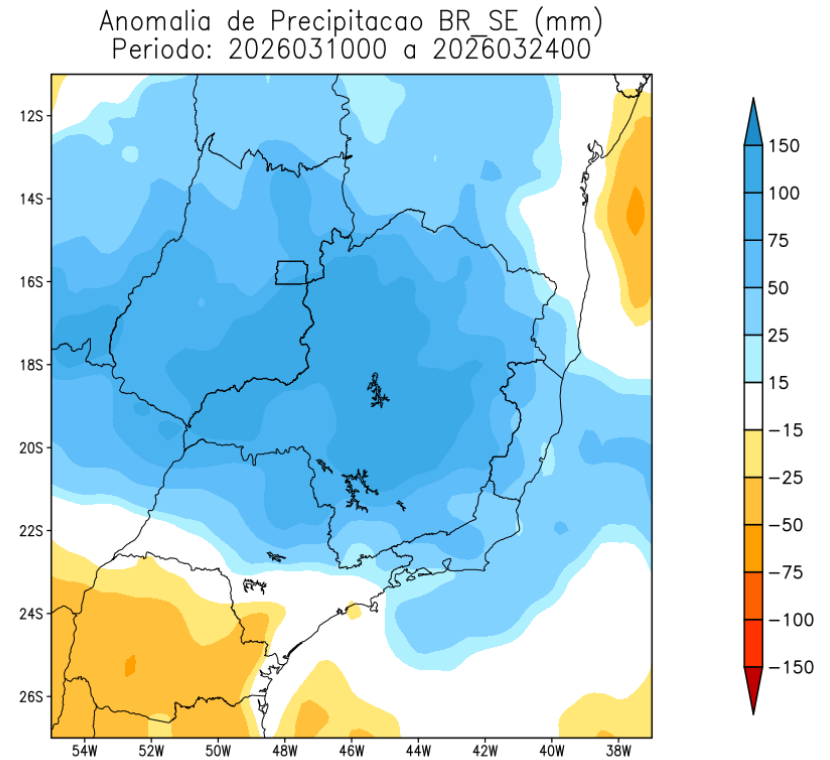 Anomalia de Precipitacao BR_SE (mm)
Periodo: 2026031000 a 2026032400
12S
14S
16S
18S
20S
22S
24S
26S
54W 52W 50W 48W 46W 44W 42W 40W 38W
150
100
75
50
25
15
−15
−25
−50
−75
−100
−150